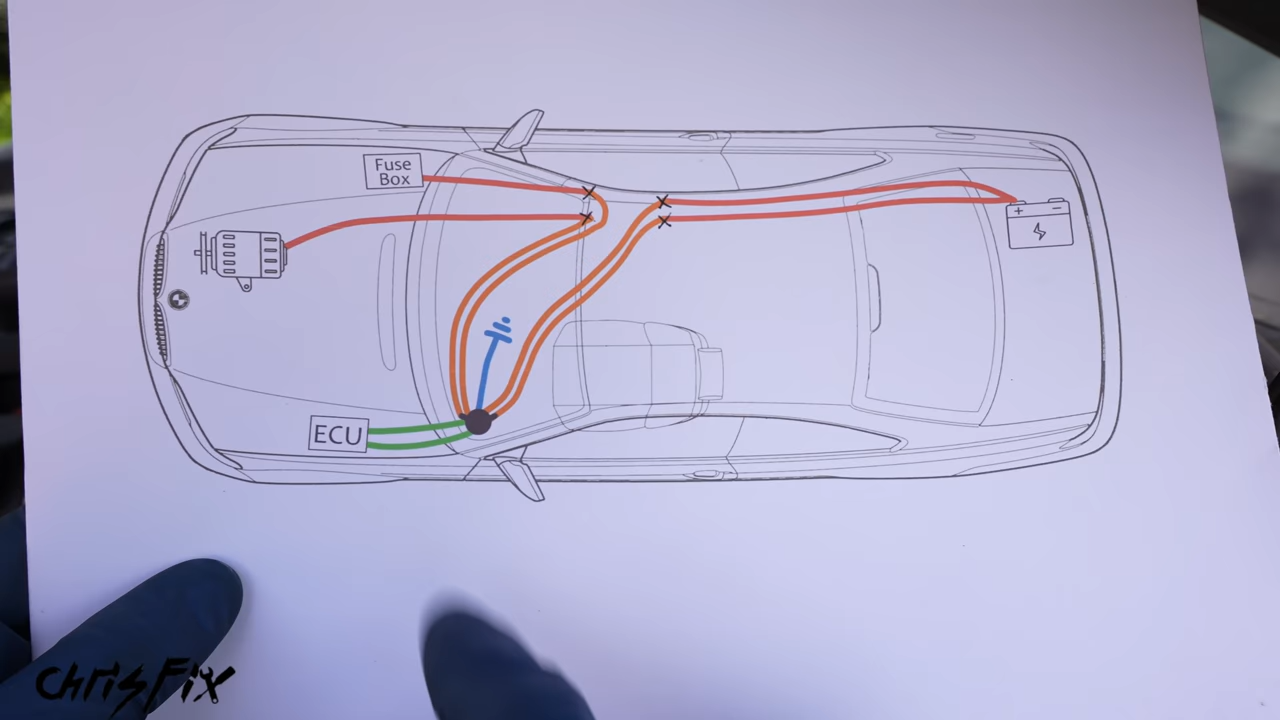 Fuse
Box
+ −
ECU
ChrisFix